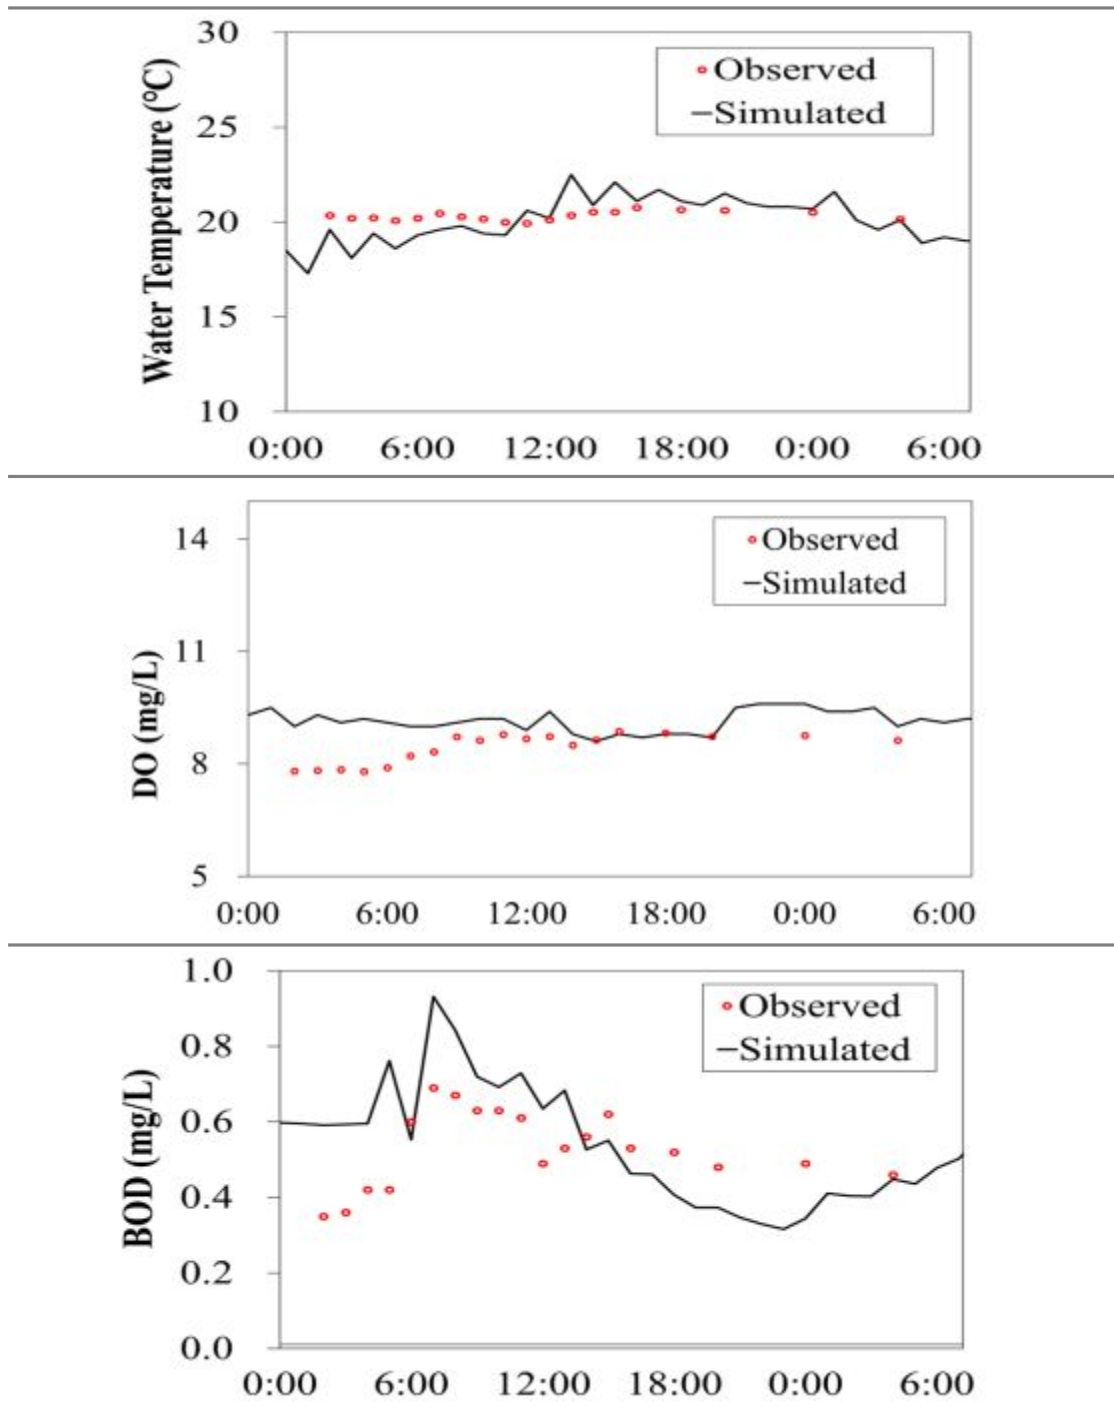 30
Observed
Simulated
25
20
15
10
Water Temperature (°C)
0:00 6:00 12:00 18:00 0:00 6:00
14
Observed
Simulated
11
8
5
DO (mg/L)
0:00 6:00 12:00 18:00 0:00 6:00
1.0
Observed
Simulated
0.8
0.6
0.4
0.2
0.0
BOD (mg/L)
0:00 6:00 12:00 18:00 0:00 6:00